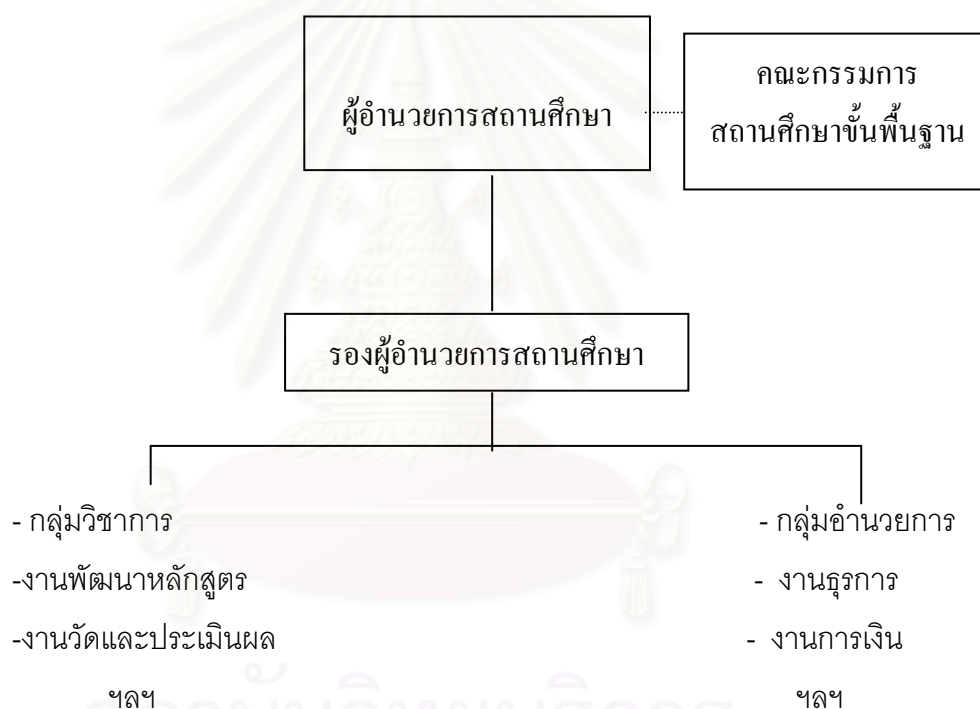 ผู้อำนวยการสถานศึกษา
คณะกรรมการ
สถานศึกษาขั้นพื้นฐาน
รองผู้อำนวยการสถานศึกษา
- กลุ่มวิชาการ
-งานพัฒนาหลักสูตร
-งานวัดและประเมินผล
ฯลฯ
- กลุ่มอำนวยการ
- งานธุรการ
- งานการเงิน
ฯลฯ